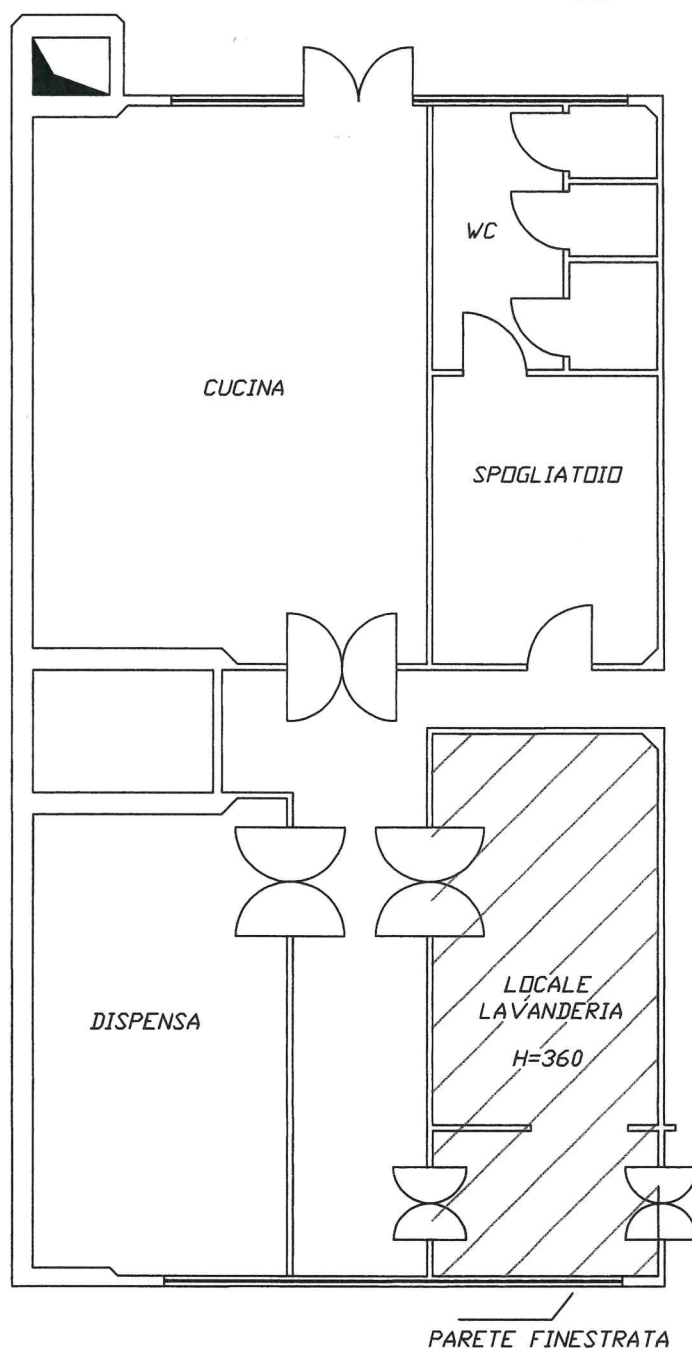 WC
CUCINA
SPOGLIATOIO
LOCALE
LAVANDERIA
H=360
DISPENSA
PARETE FINESTRATA